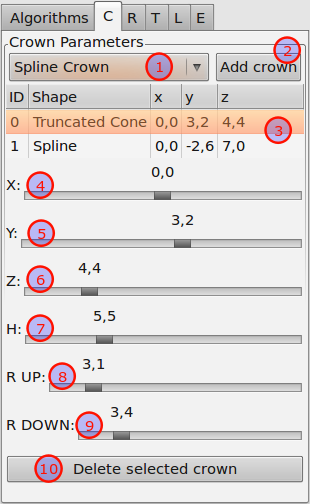 Algorithms C R T L E
Crown Parameters
2
Spline Crown 1 Add crown
ID Shape x y z
0 Truncated Cone 0,0 3,2 4,4
3
1 Spline 0,0 -2,6 7,0
0,0
X: 4
3,2
Y: 5
4,4
Z: 6
5,5
H: 7
3,1
R UP: 8
3,4
R DOWN: 9
10 Delete selected crown